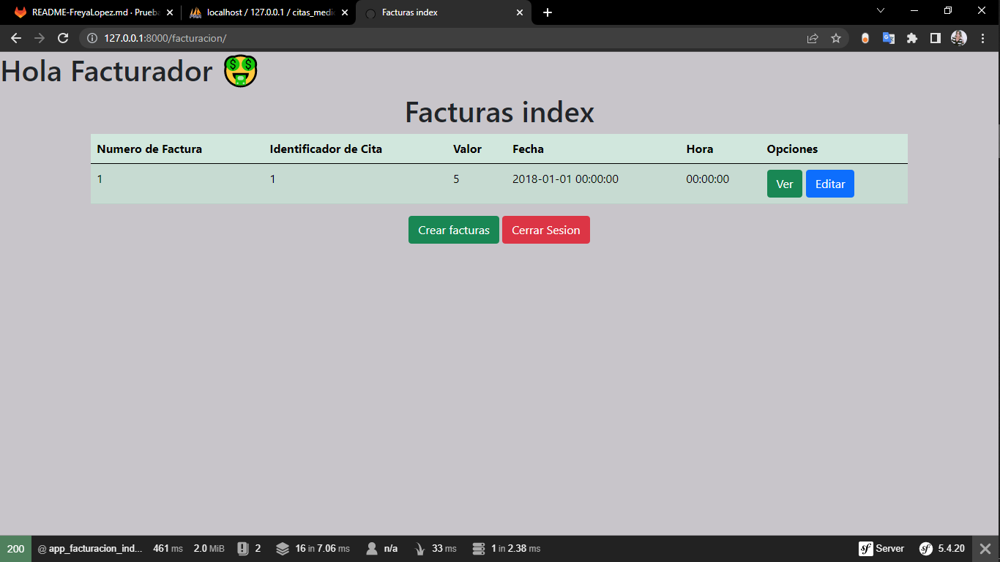 README-FreyaLopez.md · Prueba
localhost / 127.0.0.1 / citas_medic
Facturas index
127.0.0.1:8000/facturacion/
Hola Facturador 🤑
Facturas index
Numero de Factura Identificador de Cita Valor Fecha Hora Opciones
1 1 5 2018-01-01 00:00:00 00:00:00 Ver Editar
Crear facturas Cerrar Sesion
200 @ app_facturacion_ind... 461 ms 2.0 MiB 2 16 in 7.06 ms n/a 33 ms 1 in 2.38 ms Server 5.4.20